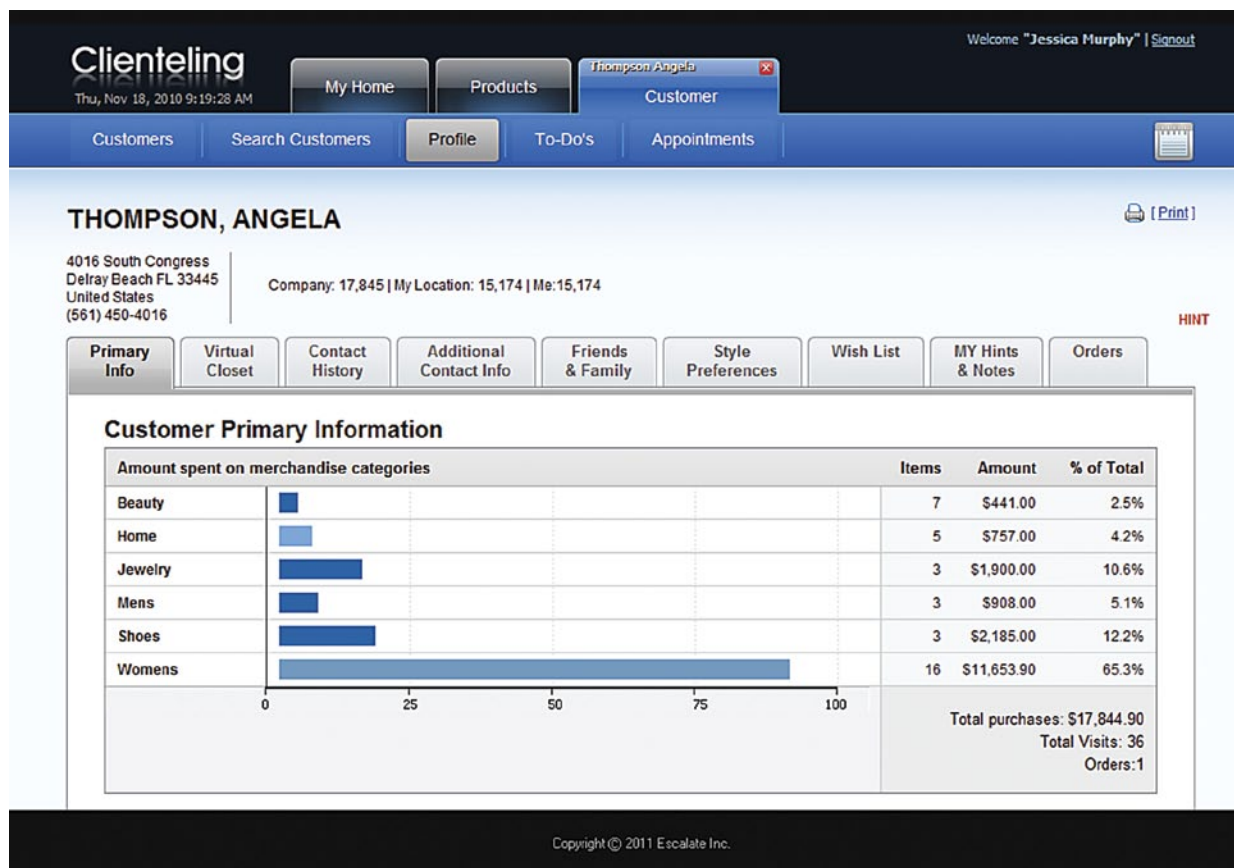 Welcome "Jessica Murphy" | Signout
Clienteling
Thu, Nov 18, 2010 9:19:28 AM
My Home
Products
Thompson Angela
Customer
Customers
Search Customers
Profile
To-Do's
Appointments
THOMPSON, ANGELA
[ Print ]
4016 South Congress
Delray Beach FL 33445
United States
(561) 450-4016
Company: 17,845 | My Location: 15,174 | Me:15,174
HINT
Primary
Info
Virtual
Closet
Contact
History
Additional
Contact Info
Friends
& Family
Style
Preferences
Wish List
MY Hints
& Notes
Orders
Customer Primary Information
Amount spent on merchandise categories Items Amount % of Total
Beauty 7 $441.00 2.5%
Home 5 $757.00 4.2%
Jewelry 3 $1,900.00 10.6%
Mens 3 $908.00 5.1%
Shoes 3 $2,185.00 12.2%
Womens 16 $11,653.90 65.3%
0 25 50 75 100
Total purchases: $17,844.90
Total Visits: 36
Orders:1
Copyright © 2011 Escalate Inc.